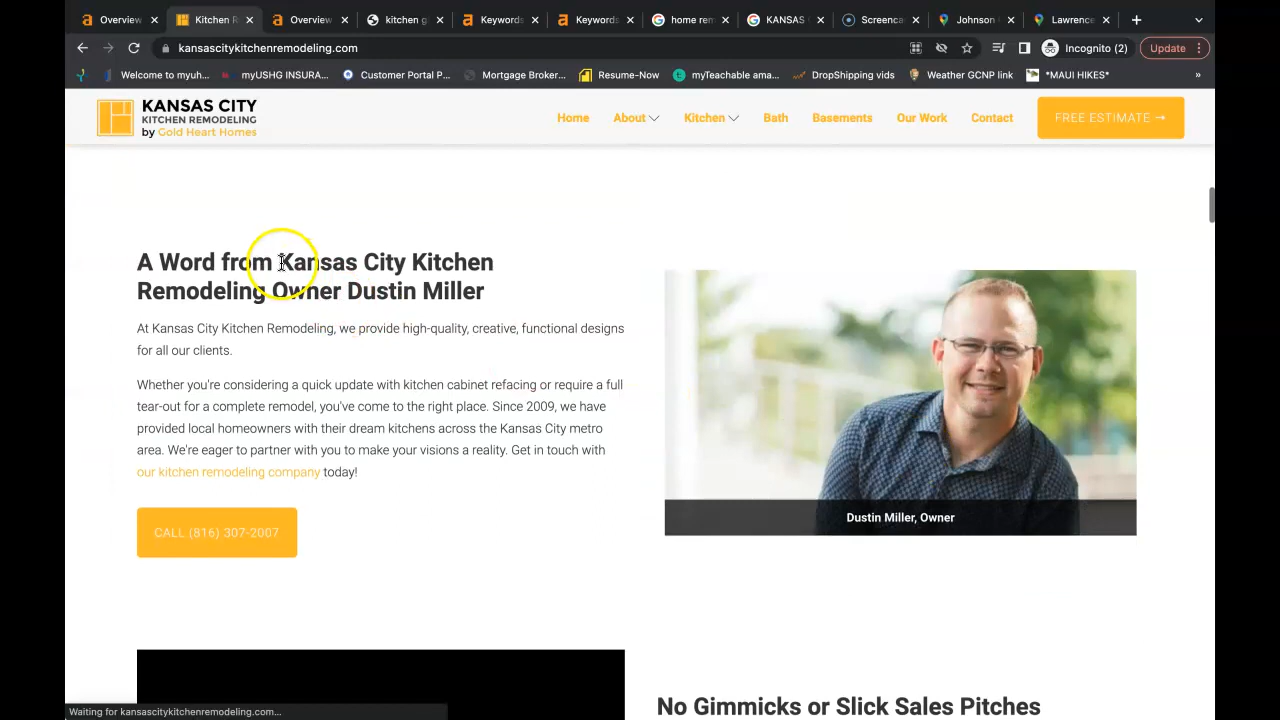 Overview
Kitchen R
Overview
kitchen g
Keywords
Keywords
home rem
KANSAS C
Screenca
Johnson
Lawrence
kansascitykitchenremodeling.com
Incognito (2)
Update
Welcome to myuh...
myUSHG INSURA...
Customer Portal P...
Mortgage Broker...
Resume-Now
myTeachable ama...
DropShipping vids
Weather GCNP link
*MAUI HIKES*
»
KANSAS CITY
KITCHEN REMODELING
by Gold Heart Homes
Home
About
Kitchen
Bath
Basements
Our Work
Contact
FREE ESTIMATE →
A Word from Kansas City Kitchen
Remodeling Owner Dustin Miller
At Kansas City Kitchen Remodeling, we provide high-quality, creative, functional designs
for all our clients.
Whether you're considering a quick update with kitchen cabinet refacing or require a full
tear-out for a complete remodel, you've come to the right place. Since 2009, we have
provided local homeowners with their dream kitchens across the Kansas City metro
area. We're eager to partner with you to make your visions a reality. Get in touch with
our kitchen remodeling company today!
CALL (816) 307-2007
Dustin Miller, Owner
No Gimmicks or Slick Sales Pitches
Waiting for kansascitykitchenremodeling.com...